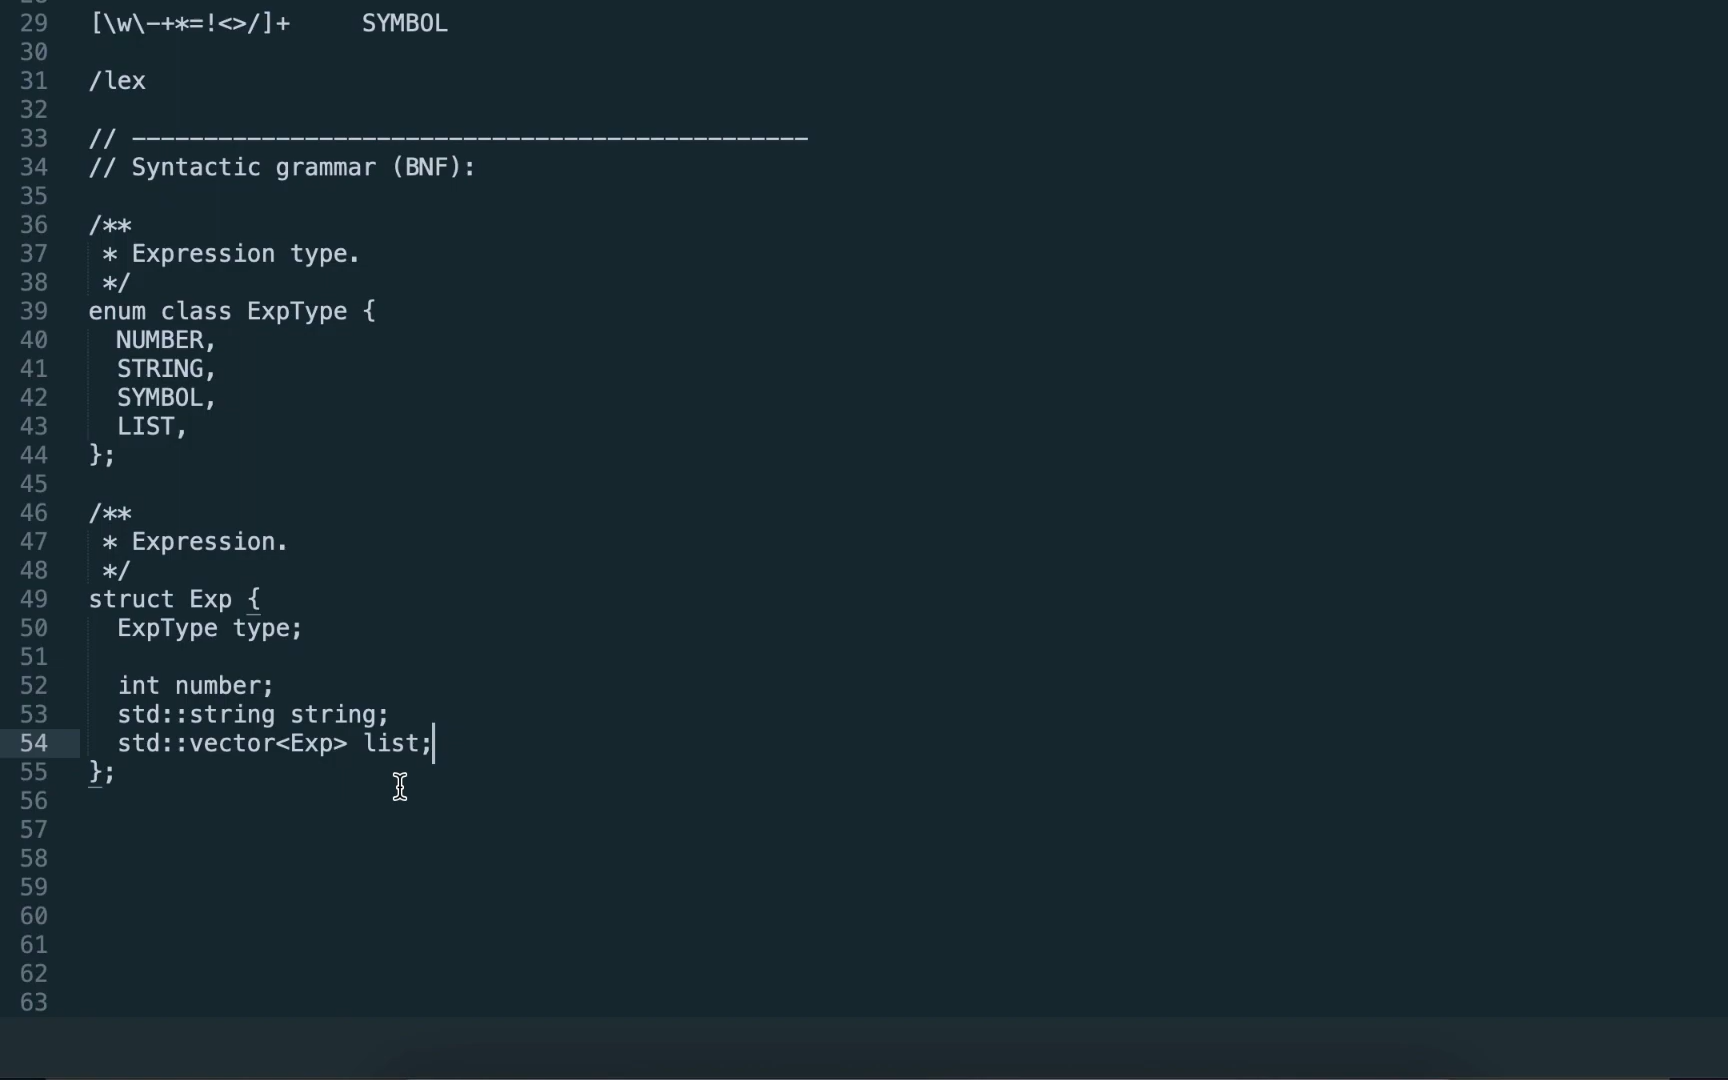 29 [\w\-+*=!<>/]+     SYMBOL
30
31 /lex
32
33 // -----------------------------------------------
34 // Syntactic grammar (BNF):
35
36 /**
37  * Expression type.
38  */
39 enum class ExpType {
40   NUMBER,
41   STRING,
42   SYMBOL,
43   LIST,
44 };
45
46 /**
47  * Expression.
48  */
49 struct Exp {
50   ExpType type;
51
52   int number;
53   std::string string;
54   std::vector<Exp> list;
55 };
56
57
58
59
60
61
62
63